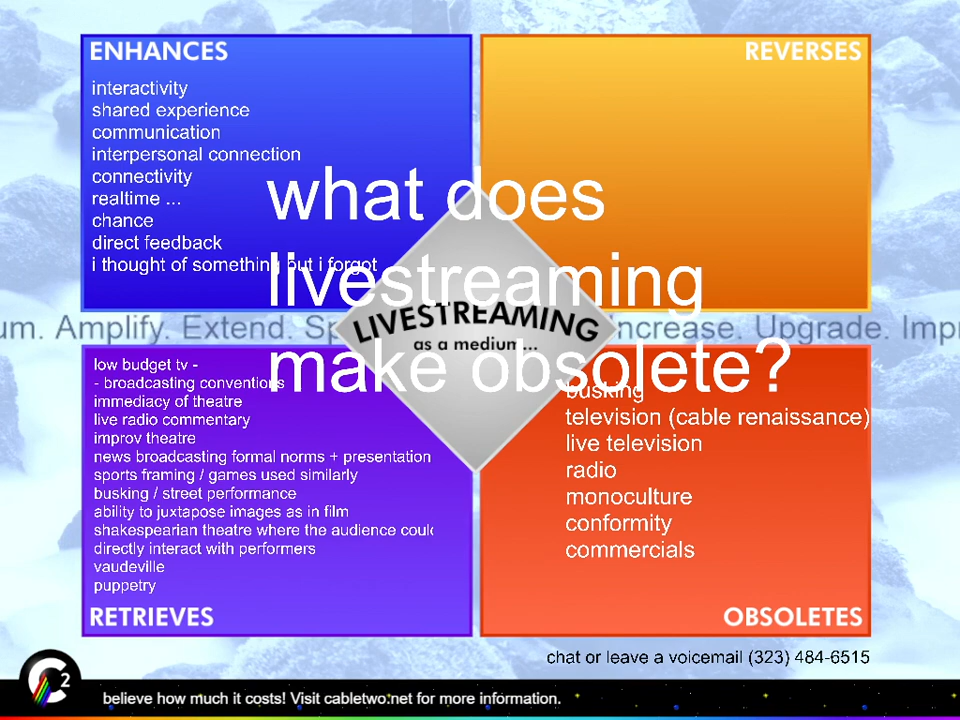 ENHANCES
interactivity
shared experience
communication
interpersonal connection
connectivity
realtime ...
chance
direct feedback
i thought of something but i forgot
REVERSES
what does
livestreaming
make obsolete?
um. Amplify. Extend. Sp
increase. Upgrade. Imp
LIVESTREAMING
as a medium...
low budget tv -
- broadcasting conventions
immediacy of theatre
live radio commentary
improv theatre
news broadcasting formal norms + presentation
sports framing / games used similarly
busking / street performance
ability to juxtapose images as in film
shakespearian theatre where the audience could
directly interact with performers
vaudeville
puppetry
RETRIEVES
busking
television (cable renaissance)
live television
radio
monoculture
conformity
commercials
OBSOLETES
chat or leave a voicemail (323) 484-6515
C2
believe how much it costs! Visit cabletwo.net for more information.